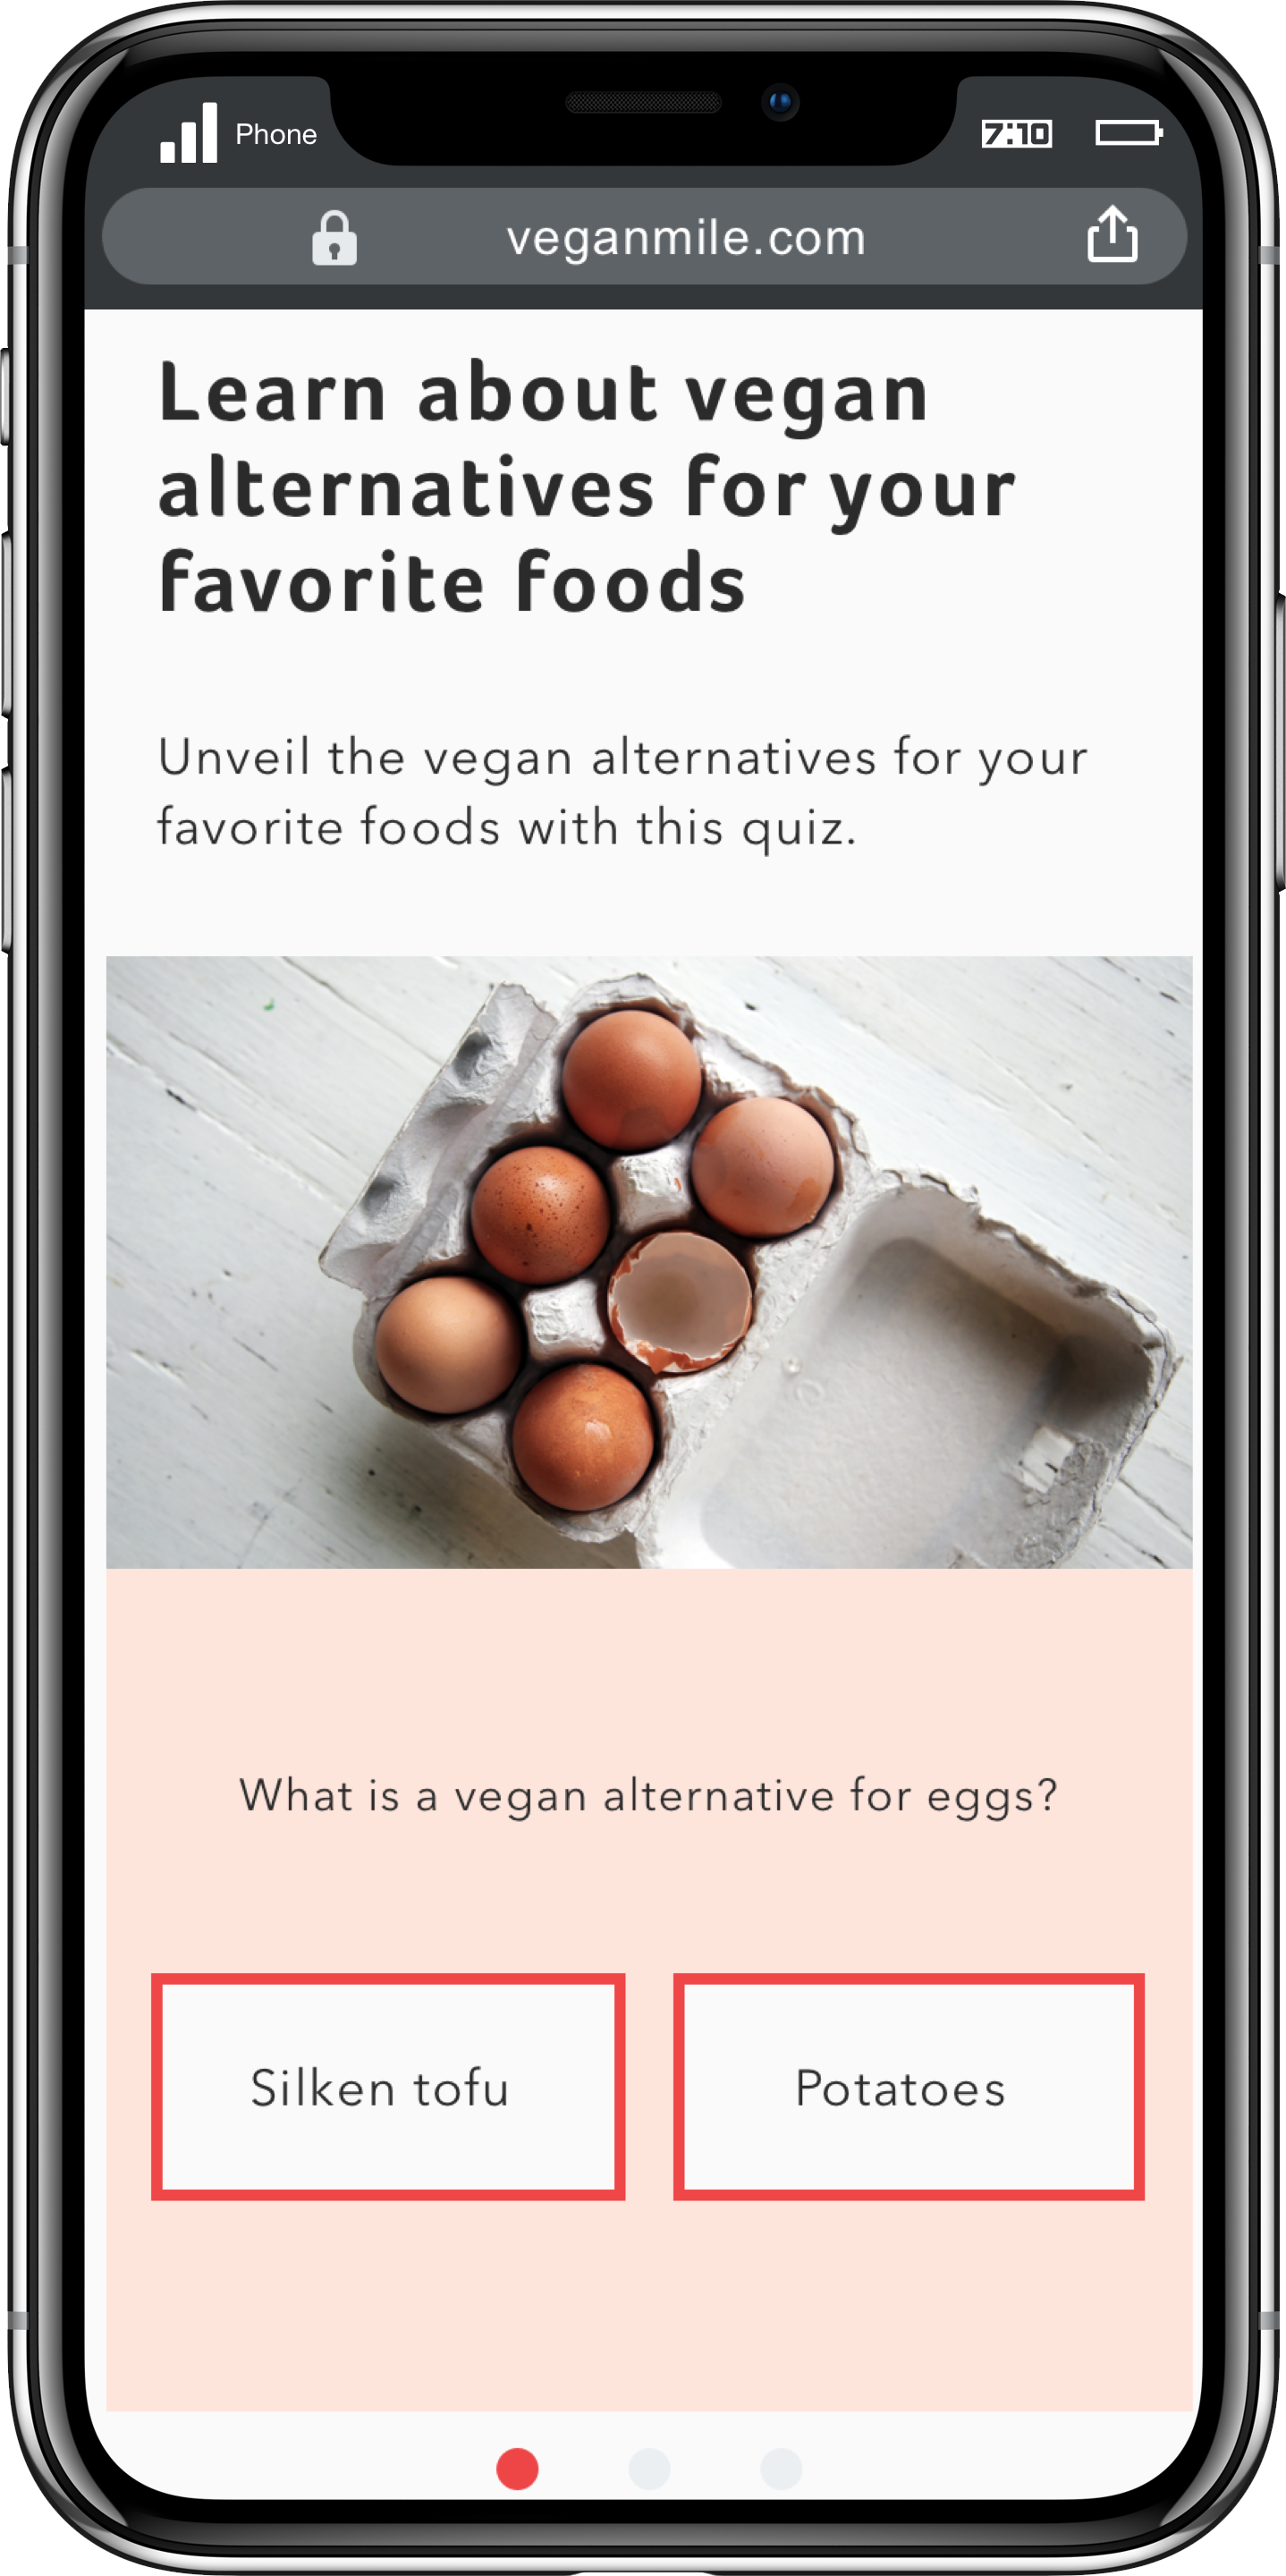 Phone
7:10
veganmile.com
Learn about vegan
alternatives for your
favorite foods
Unveil the vegan alternatives for your
favorite foods with this quiz.
What is a vegan alternative for eggs?
Silken tofu
Potatoes